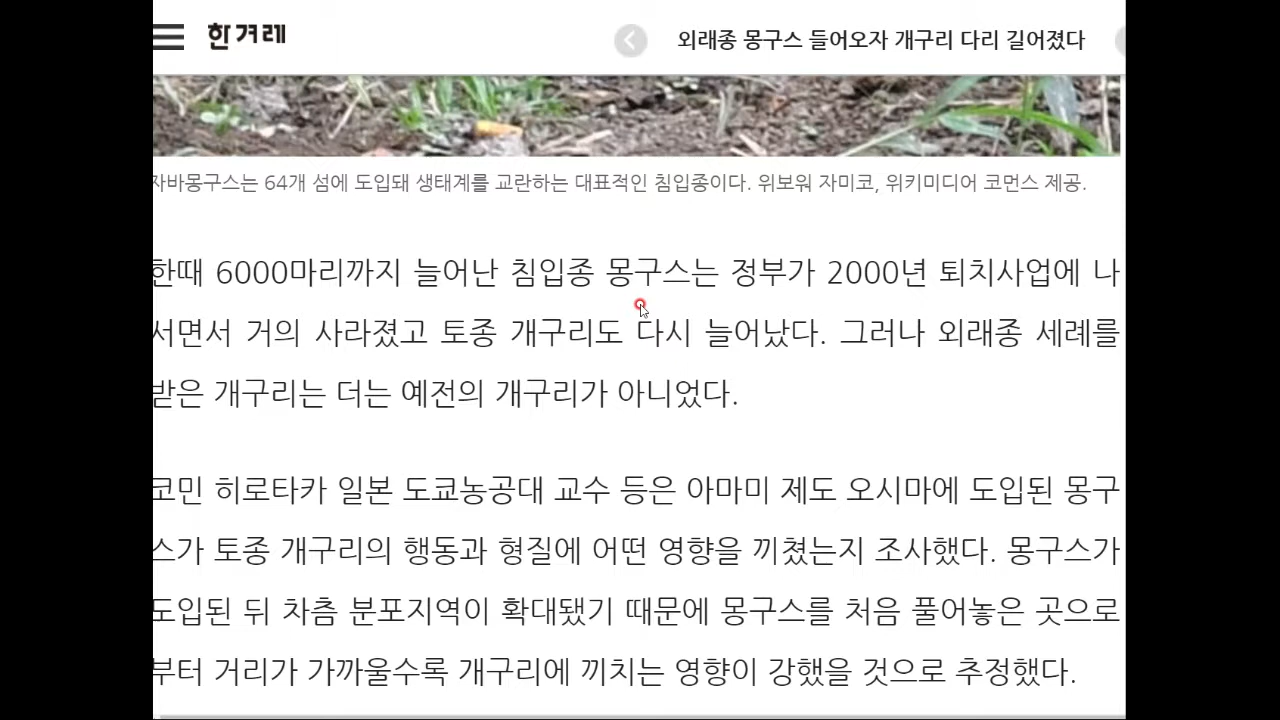 한겨레
외래종 몽구스 들어오자 개구리 다리 길어졌다
자바몽구스는 64개 섬에 도입돼 생태계를 교란하는 대표적인 침입종이다. 위보워 자미코, 위키미디어 코먼스 제공.
한때 6000마리까지 늘어난 침입종 몽구스는 정부가 2000년 퇴치사업에 나
서면서 거의 사라졌고 토종 개구리도 다시 늘어났다. 그러나 외래종 세례를
받은 개구리는 더는 예전의 개구리가 아니었다.
코민 히로타카 일본 도쿄농공대 교수 등은 아마미 제도 오시마에 도입된 몽구
스가 토종 개구리의 행동과 형질에 어떤 영향을 끼쳤는지 조사했다. 몽구스가
도입된 뒤 차츰 분포지역이 확대됐기 때문에 몽구스를 처음 풀어놓은 곳으로
부터 거리가 가까울수록 개구리에 끼치는 영향이 강했을 것으로 추정했다.